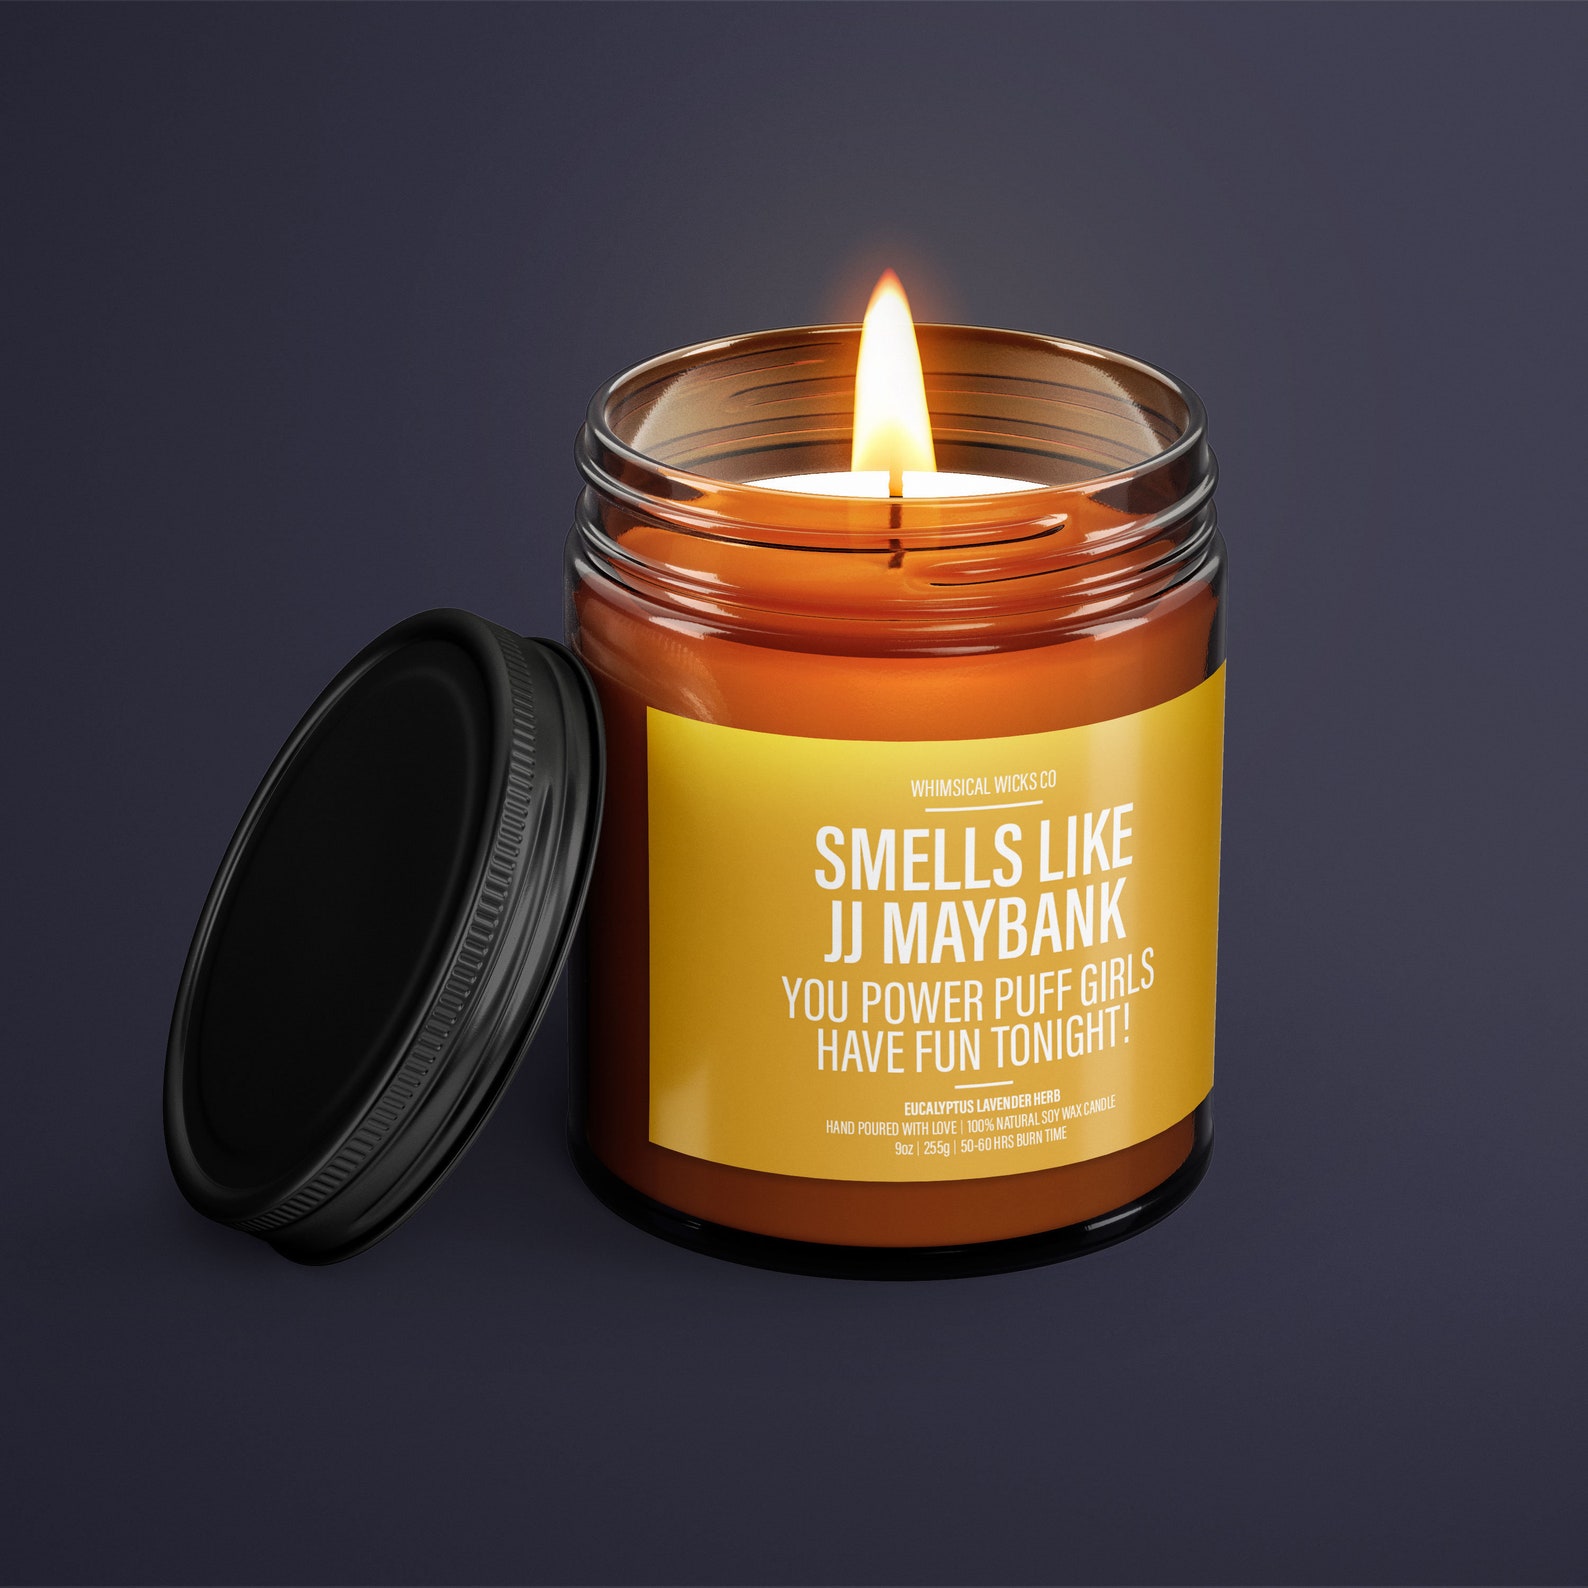 WHIMSICAL WICKS CO
SMELLS LIKE
JJ MAYBANK
YOU POWER PUFF GIRLS
HAVE FUN TONIGHT!
EUCALYPTUS LAVENDER HERB
HAND POURED WITH LOVE | 100% NATURAL SOY WAX CANDLE
9oz | 255g | 50-60 HRS BURN TIME